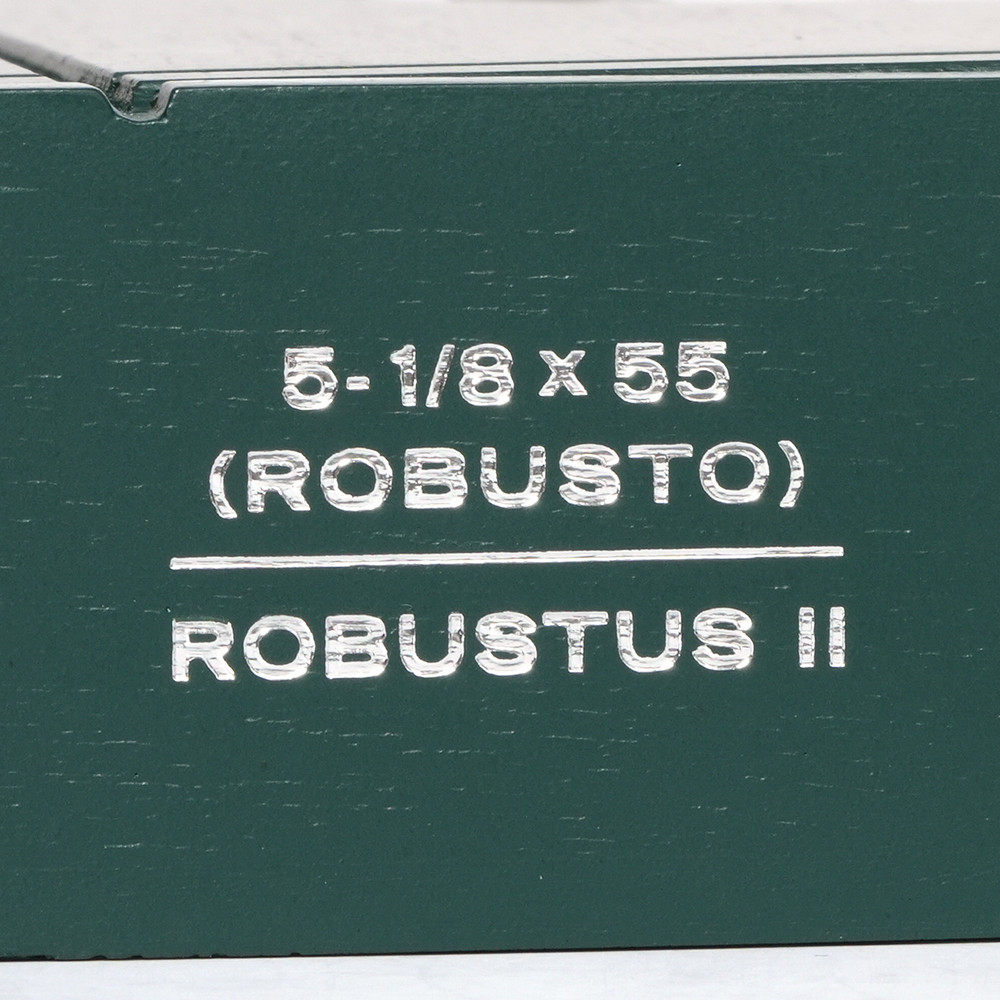 5-1/8 x 55
(ROBUSTO)
ROBUSTUS II